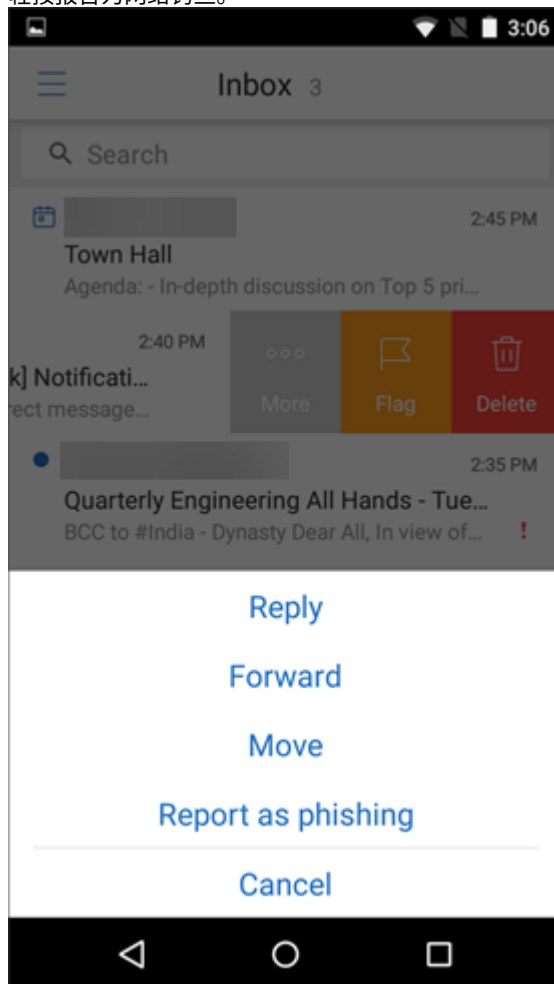 3:06
Inbox 3
Search
2:45 PM
Town Hall
Agenda: - In-depth discussion on Top 5 pri...
2:40 PM
k] Notificati...
rect message...
More
Flag
Delete
2:35 PM
Quarterly Engineering All Hands - Tue...
BCC to #India - Dynasty Dear All, In view of... !
Reply
Forward
Move
Report as phishing
Cancel